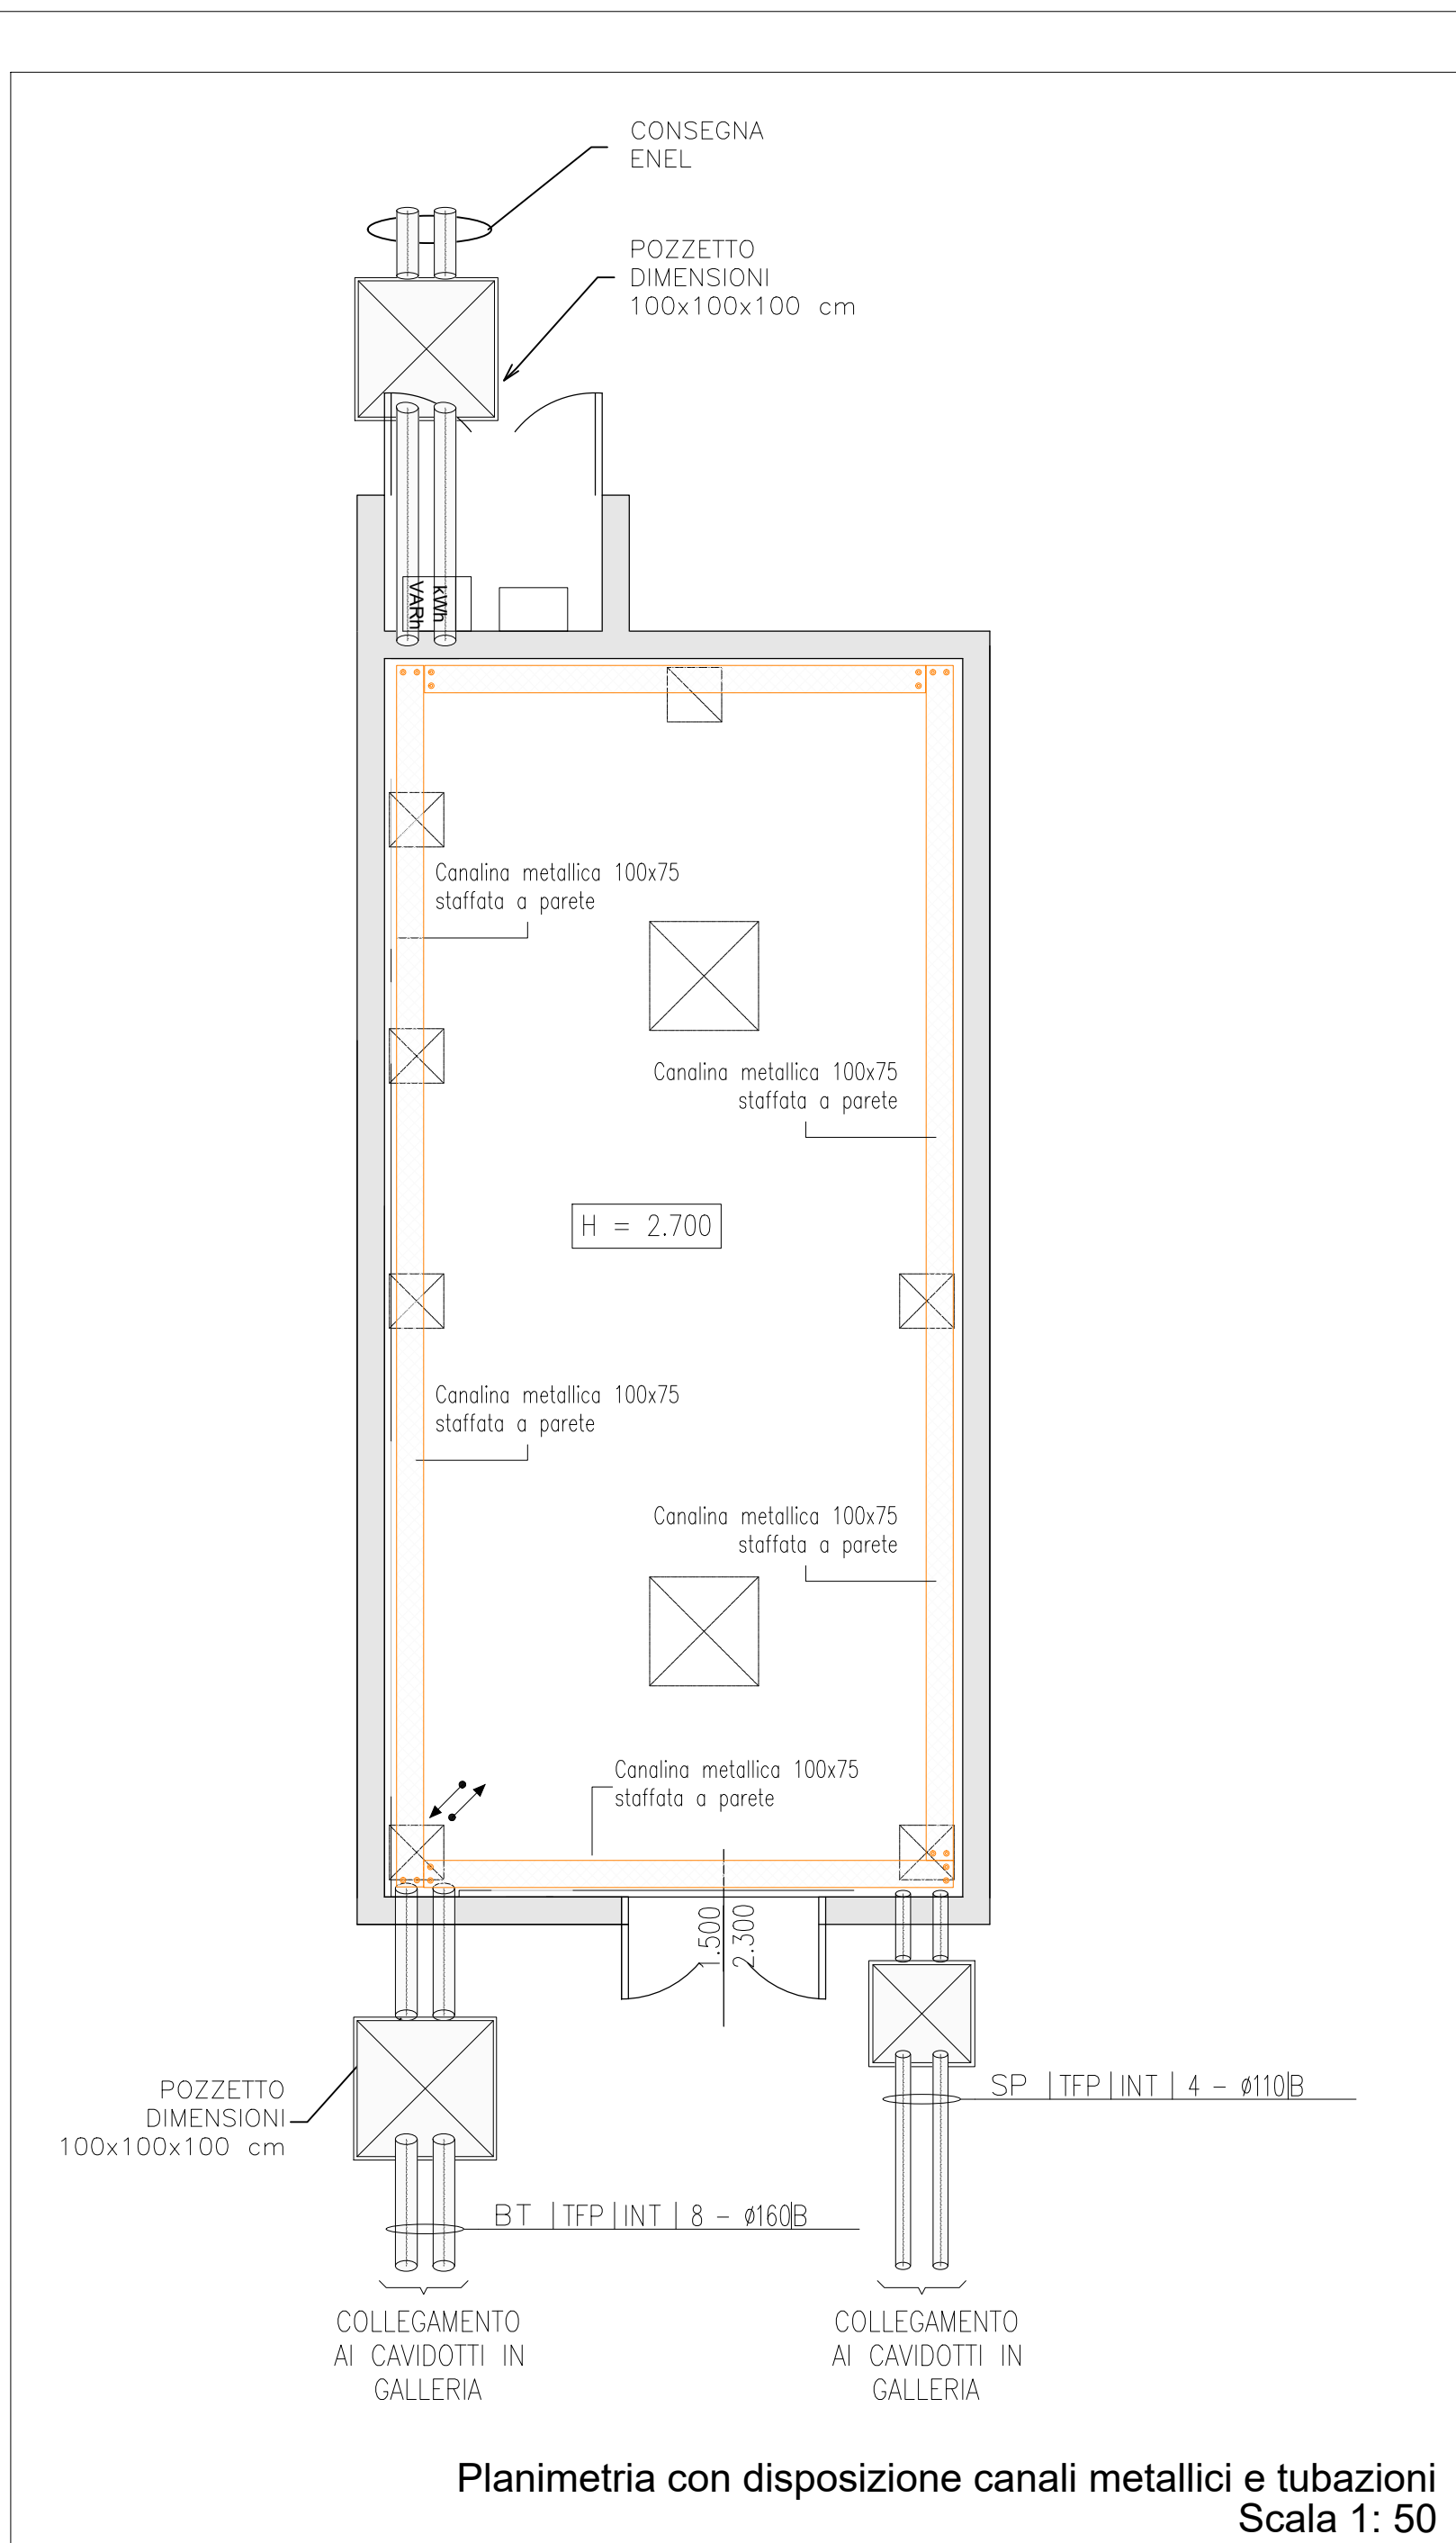 CONSEGNA
ENEL
POZZETTO
DIMENSIONI
100x100x100 cm
kWh
VARh
Canalina metallica 100x75
staffata a parete
Canalina metallica 100x75
staffata a parete
H = 2.700
Canalina metallica 100x75
staffata a parete
Canalina metallica 100x75
staffata a parete
Canalina metallica 100x75
staffata a parete
1.500
2.300
POZZETTO
DIMENSIONI
100x100x100 cm
SP |TFP|INT | 4 - ø110|B
BT |TFP|INT | 8 - ø160|B
COLLEGAMENTO
AI CAVIDOTTI IN
GALLERIA
COLLEGAMENTO
AI CAVIDOTTI IN
GALLERIA
Planimetria con disposizione canali metallici e tubazioni
Scala 1: 50